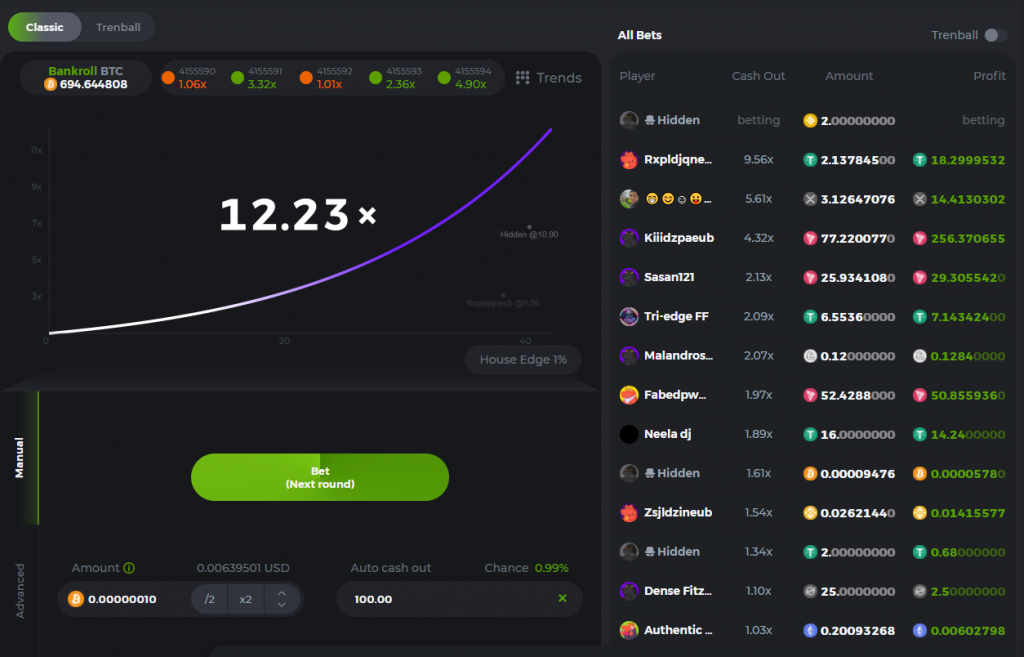 Classic Trenball
Bankroll BTC
694.644808
4155590 4155591 4155592 4155593 4155594
1.06x 3.32x 1.01x 2.36x 4.90x
Trends
11x
9x
7x
5x
3x
12.23×
Hidden @10.90
0 20 40
House Edge 1%
Manual
Advanced
Bet
(Next round)
Amount 0.00639501 USD
0.00000010 /2 x2
Auto cash out Chance 0.99%
100.00 ×
All Bets Trenball
Player Cash Out Amount Profit
Hidden betting 2.00000000 betting
Rxpldjqne... 9.56x 2.13784500 18.2999532
😁😊☺😛... 5.61x 3.12647076 14.4130302
Kiiidzpaeub 4.32x 77.2200770 256.370655
Sasan121 2.13x 25.9341080 29.3055420
Tri-edge FF 2.09x 6.55360000 7.14342400
Malandros... 2.07x 0.12000000 0.12840000
Fabedpw... 1.97x 52.4288000 50.8559360
Neela dj 1.89x 16.0000000 14.2400000
Hidden 1.61x 0.00009476 0.00005780
Zsjldzineub 1.54x 0.02621440 0.01415577
Hidden 1.34x 2.00000000 0.68000000
Dense Fitz... 1.10x 25.0000000 2.50000000
Authentic ... 1.03x 0.20093268 0.00602798